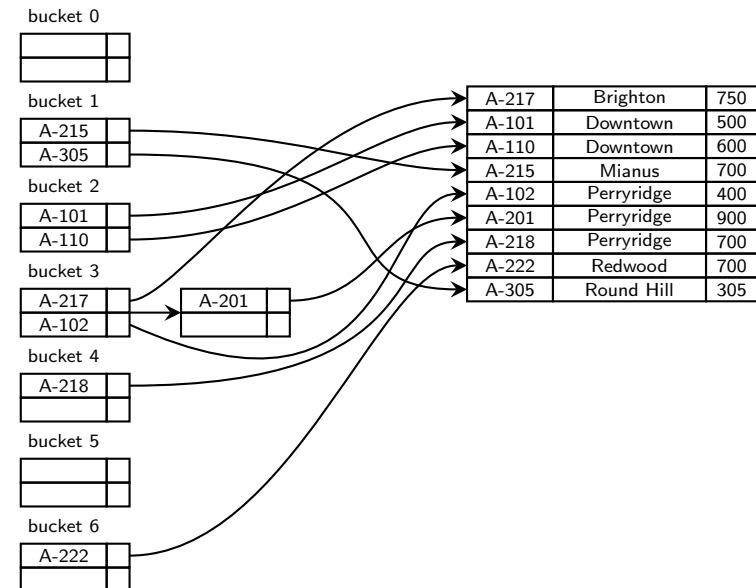 bucket 0
bucket 1
A-215
A-305
bucket 2
A-101
A-110
bucket 3
A-217
A-102
A-201
bucket 4
A-218
bucket 5
bucket 6
A-222
A-217 Brighton 750
A-101 Downtown 500
A-110 Downtown 600
A-215 Mianus 700
A-102 Perryridge 400
A-201 Perryridge 900
A-218 Perryridge 700
A-222 Redwood 700
A-305 Round Hill 305